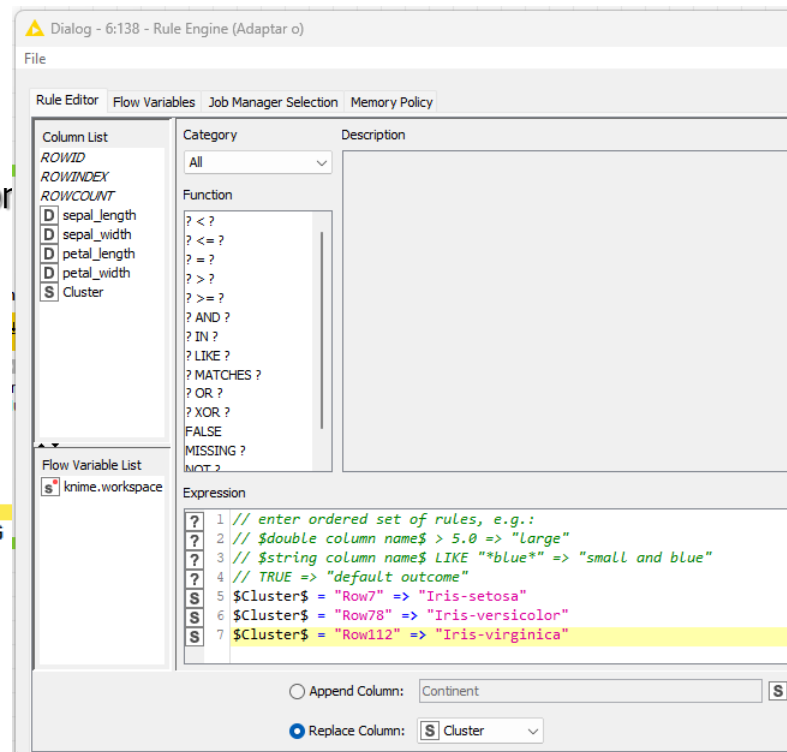 Dialog - 6:138 - Rule Engine (Adaptar o)
File
Rule Editor Flow Variables Job Manager Selection Memory Policy
Column List
ROWID
ROWINDEX
ROWCOUNT
D sepal_length
D sepal_width
D petal_length
D petal_width
S Cluster
Flow Variable List
s knime.workspace
Category
All
Function
? < ?
? <= ?
? = ?
? > ?
? >= ?
? AND ?
? IN ?
? LIKE ?
? MATCHES ?
? OR ?
? XOR ?
FALSE
MISSING ?
NOT ?
Description
Expression
? 1 // enter ordered set of rules, e.g.:
? 2 // $double column name$ > 5.0 => "large"
? 3 // $string column name$ LIKE "*blue*" => "small and blue"
? 4 // TRUE => "default outcome"
S 5 $Cluster$ = "Row7" => "Iris-setosa"
S 6 $Cluster$ = "Row78" => "Iris-versicolor"
S 7 $Cluster$ = "Row112" => "Iris-virginica"
Append Column: Continent S
Replace Column: S Cluster